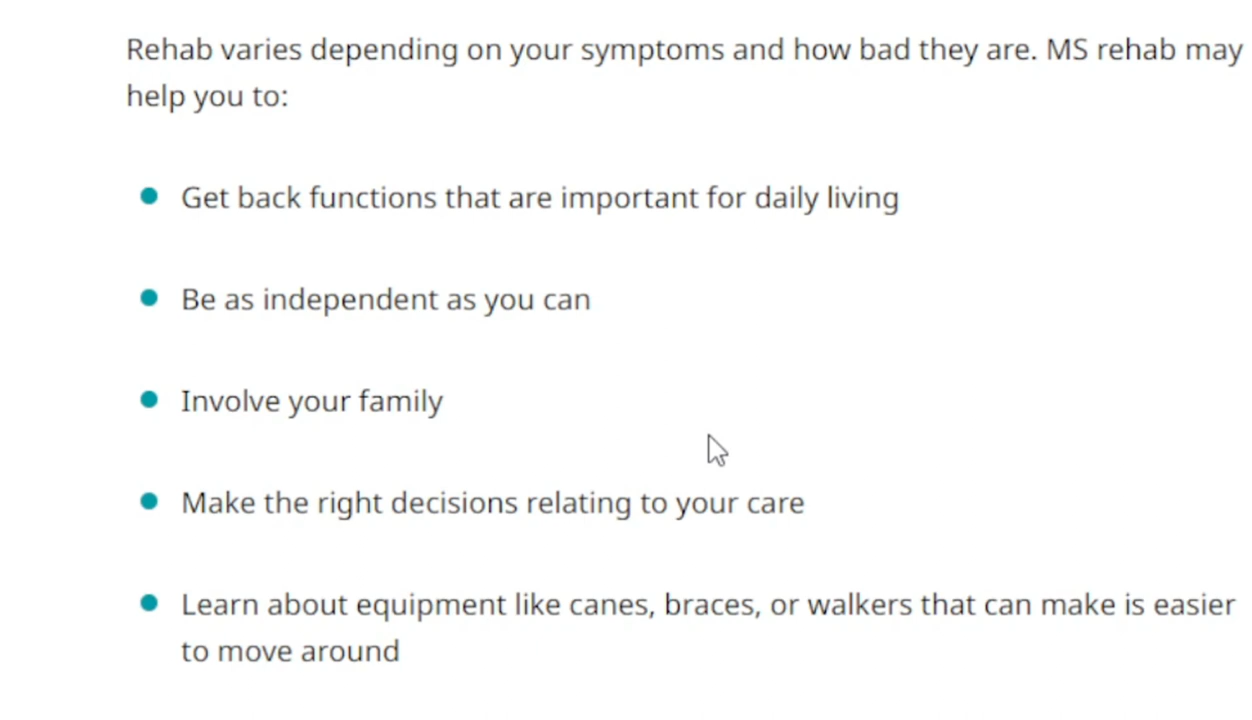 Rehab varies depending on your symptoms and how bad they are. MS rehab may
help you to:
Get back functions that are important for daily living
Be as independent as you can
Involve your family
Make the right decisions relating to your care
Learn about equipment like canes, braces, or walkers that can make is easier
to move around